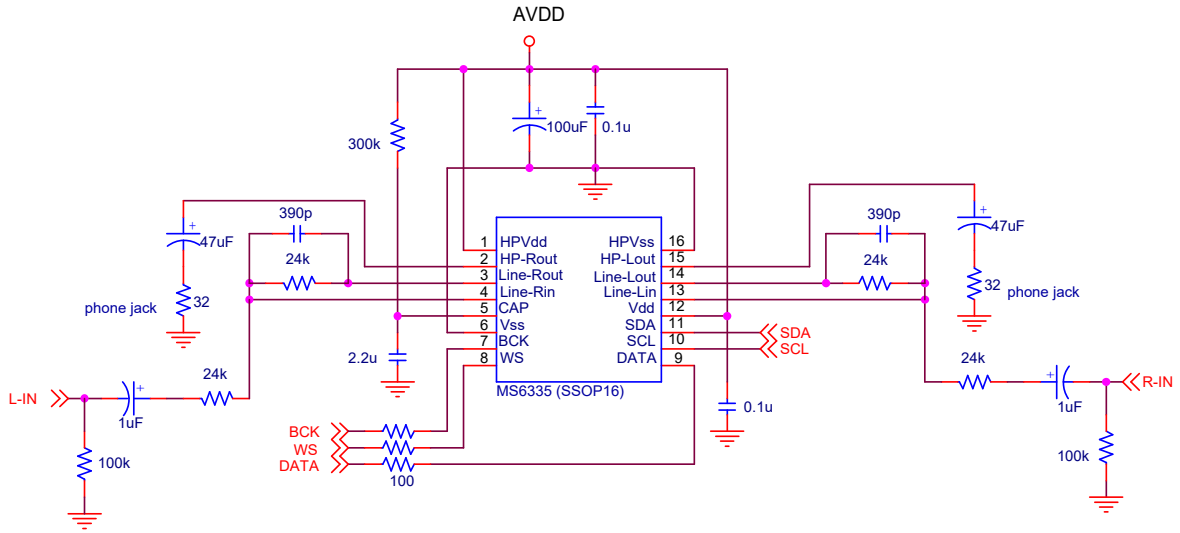 AVDD
300k
100uF
0.1u
390p
390p
47uF
47uF
24k
24k
32
32
phone jack
phone jack
1 HPVdd HPVss 16
2 HP-Rout HP-Lout 15
3 Line-Rout Line-Lout 14
4 Line-Rin Line-Lin 13
5 CAP Vdd 12
6 Vss SDA 11
7 BCK SCL 10
8 WS DATA 9
MS6335 (SSOP16)
SDA
SCL
2.2u
24k
24k
L-IN
R-IN
1uF
1uF
0.1u
BCK
WS
DATA
100
100k
100k